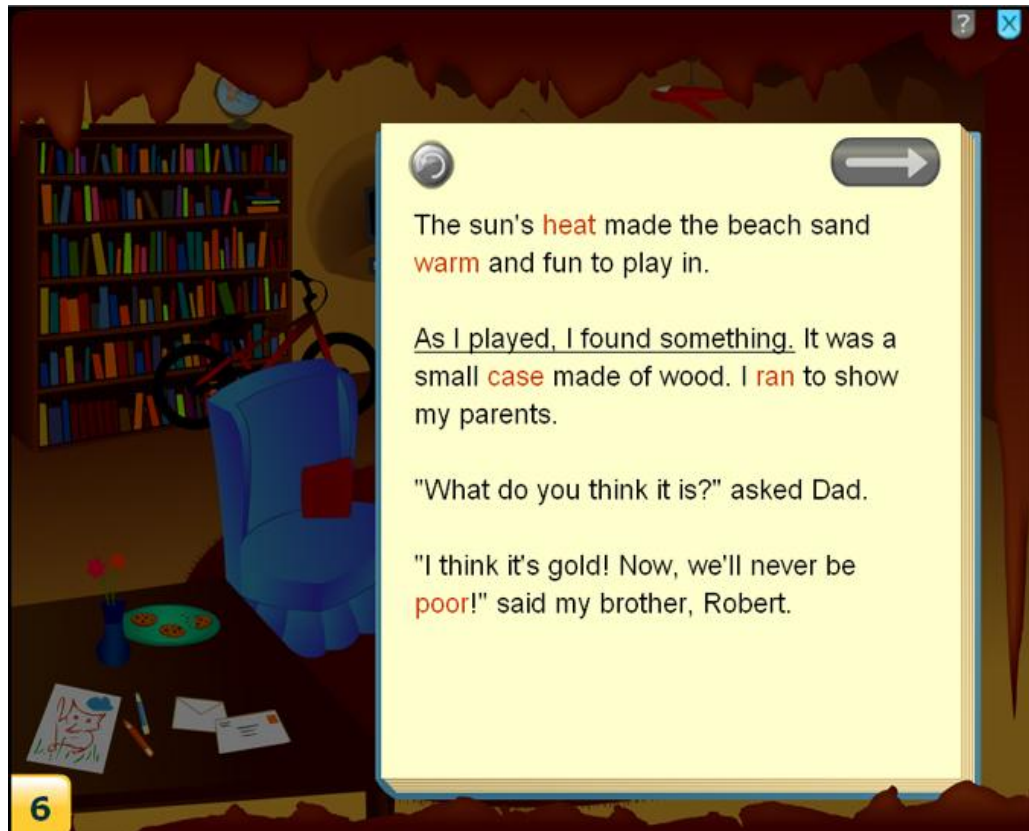 ?
X
The sun's heat made the beach sand
warm and fun to play in.
As I played, I found something. It was a
small case made of wood. I ran to show
my parents.
"What do you think it is?" asked Dad.
"I think it's gold! Now, we'll never be
poor!" said my brother, Robert.
6